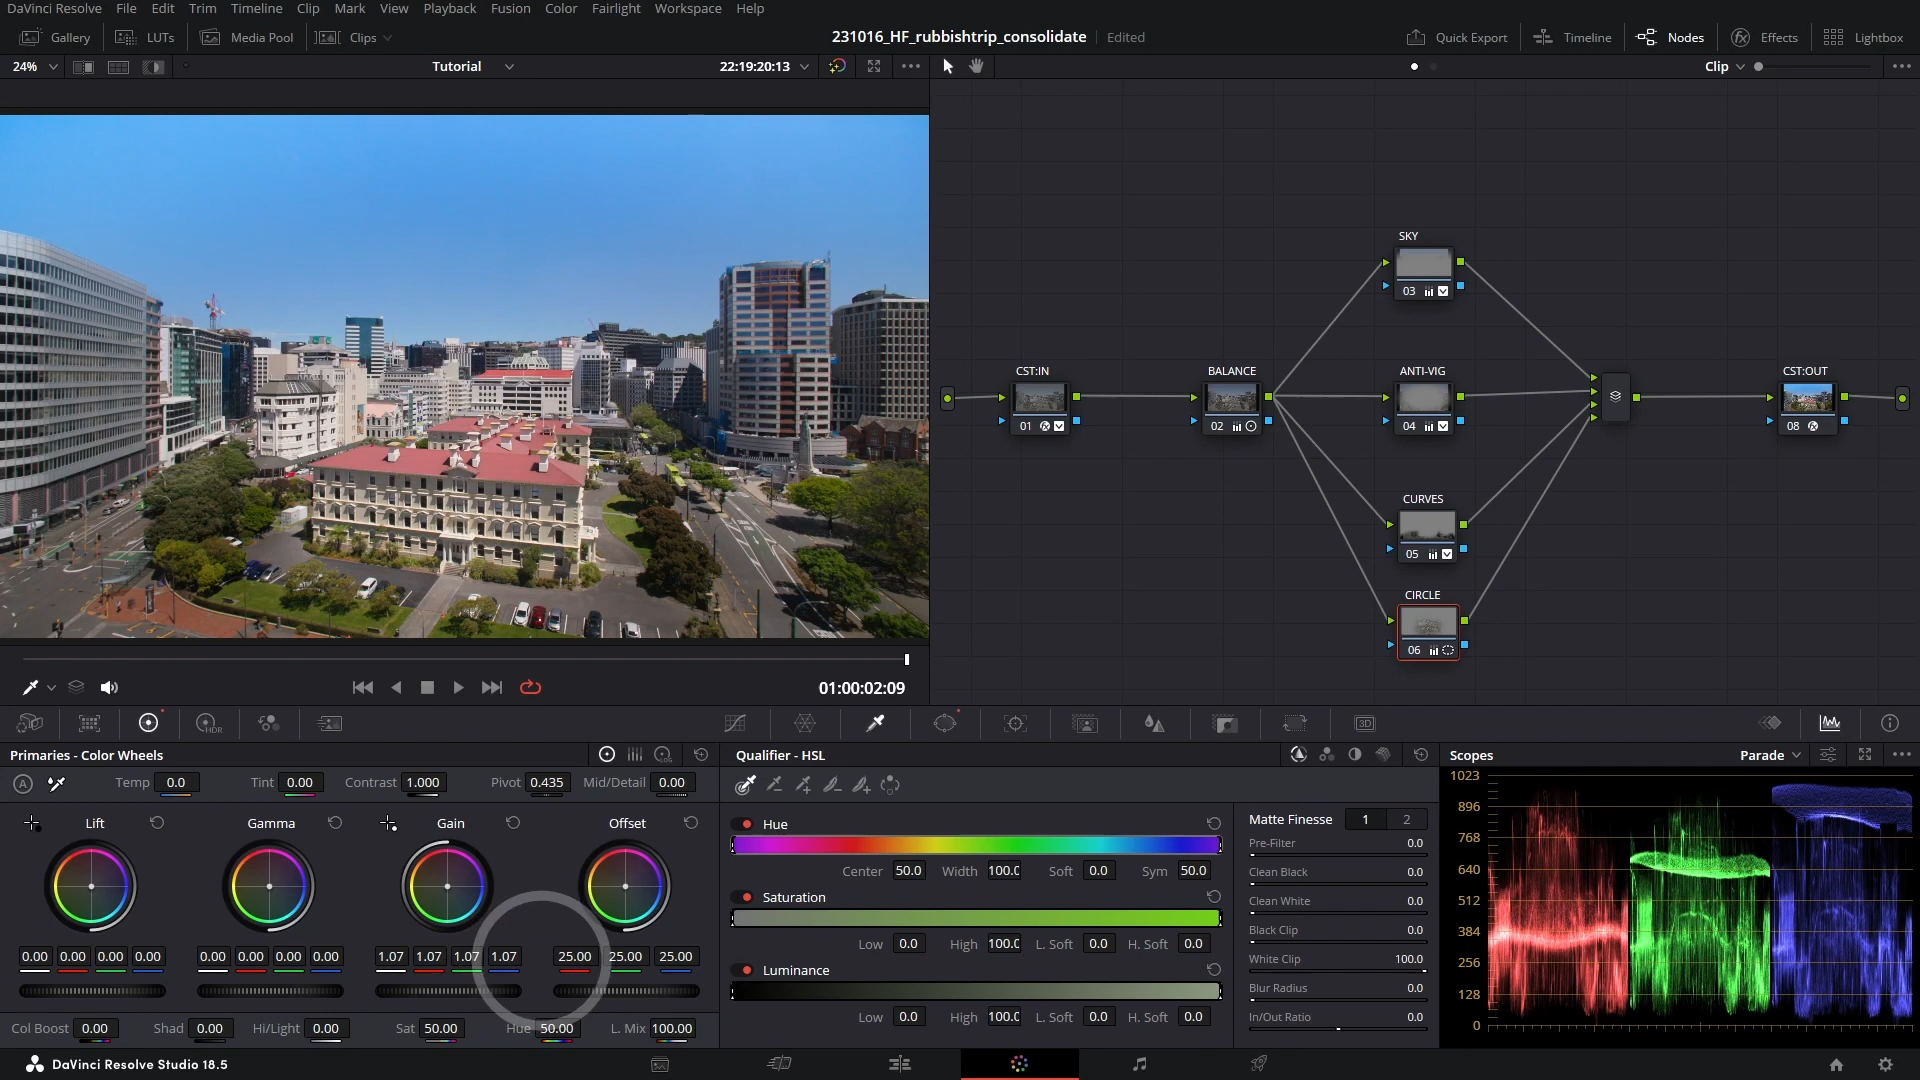 DaVinci Resolve File Edit Trim Timeline Clip Mark View Playback Fusion Color Fairlight Workspace Help
Gallery LUTs Media Pool Clips 231016_HF_rubbishtrip_consolidate Edited Quick Export Timeline Nodes Effects Lightbox
24% Tutorial 22:19:20:13 Clip
SKY
03
CST:IN BALANCE ANTI-VIG CST:OUT
01 02 04 08
CURVES
05
CIRCLE
06
01:00:02:09
HDR 3D
Primaries - Color Wheels Qualifier - HSL Scopes Parade
LOG
A Temp 0.0 Tint 0.00 Contrast 1.000 Pivot 0.435 Mid/Detail 0.00
Lift Gamma Gain Offset
0.00 0.00 0.00 0.00 0.00 0.00 0.00 0.00 1.07 1.07 1.07 1.07 25.00 25.00 25.00
Col Boost 0.00 Shad 0.00 Hi/Light 0.00 Sat 50.00 Hue 50.00 L. Mix 100.00
Hue
Center 50.0 Width 100.0 Soft 0.0 Sym 50.0
Saturation
Low 0.0 High 100.0 L. Soft 0.0 H. Soft 0.0
Luminance
Low 0.0 High 100.0 L. Soft 0.0 H. Soft 0.0
Matte Finesse 1 2
Pre-Filter 0.0
Clean Black 0.0
Clean White 0.0
Black Clip 0.0
White Clip 100.0
Blur Radius 0.0
In/Out Ratio 0.0
1023
896
768
640
512
384
256
128
0
DaVinci Resolve Studio 18.5